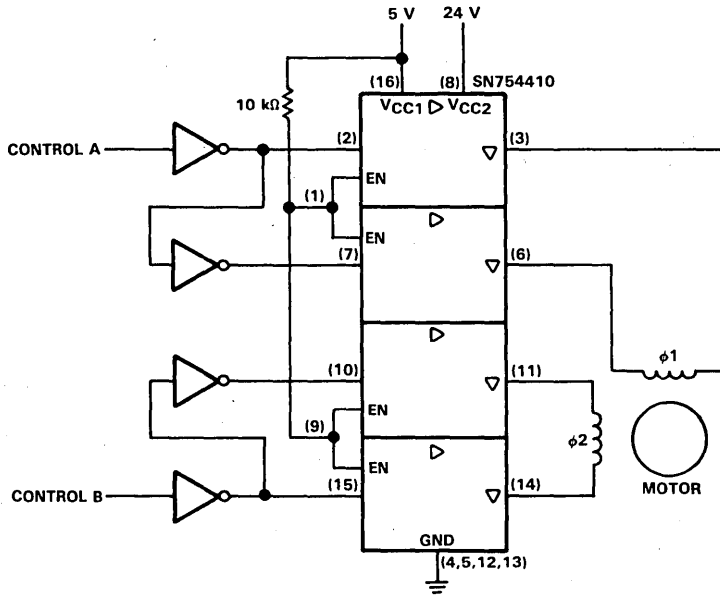 5 V
24 V
(16)
(8)
SN754410
10 kΩ
VCC1
VCC2
CONTROL A
(2)
(3)
EN
(1)
EN
(7)
(6)
(10)
(11)
φ1
EN
(9)
φ2
EN
CONTROL B
(15)
(14)
MOTOR
GND
(4,5,12,13)